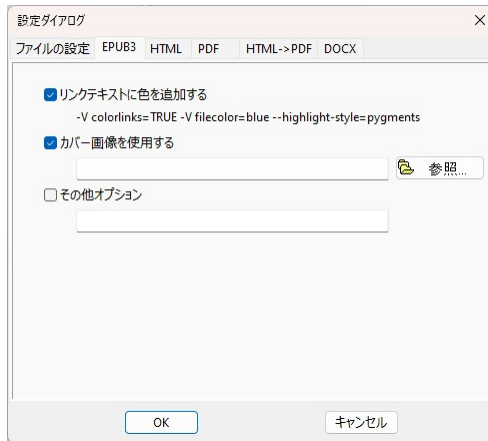 設定ダイアログ
ファイルの設定 EPUB3 HTML PDF HTML->PDF DOCX
リンクテキストに色を追加する
-V colorlinks=TRUE -V filecolor=blue --highlight-style=pygments
カバー画像を使用する
参照...
その他オプション
OK キャンセル